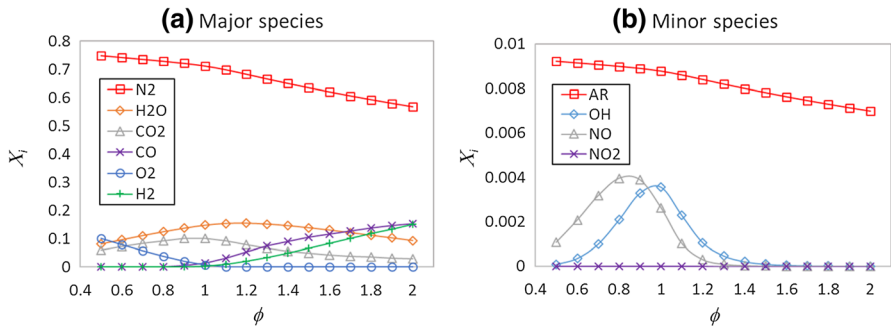 (a) Major species
0.8
0.7
0.6
0.5
0.4
0.3
0.2
0.1
0
Xi
N2
H2O
CO2
CO
O2
H2
0.4 0.6 0.8 1 1.2 1.4 1.6 1.8 2
ϕ
(b) Minor species
0.01
0.008
0.006
0.004
0.002
0
Xi
AR
OH
NO
NO2
0.4 0.6 0.8 1 1.2 1.4 1.6 1.8 2
ϕ